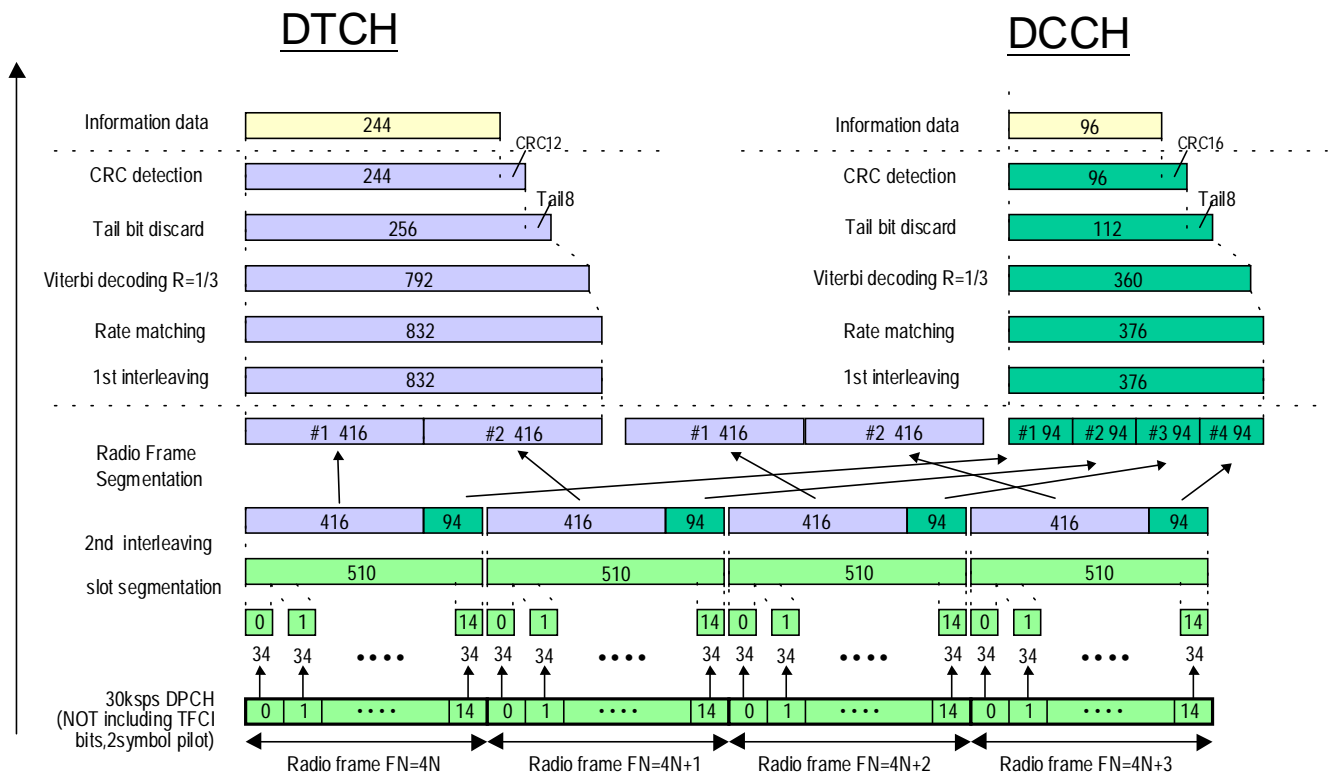 DTCH DCCH
Information data 244 Information data 96
CRC12 CRC16
CRC detection 244 CRC detection 96
Tail8 Tail8
Tail bit discard 256 Tail bit discard 112
Viterbi decoding R=1/3 792 Viterbi decoding R=1/3 360
Rate matching 832 Rate matching 376
1st interleaving 832 1st interleaving 376
#1 416 #2 416 #1 416 #2 416 #1 94 #2 94 #3 94 #4 94
Radio Frame
Segmentation
416 94 416 94 416 94 416 94
2nd interleaving
510 510 510 510
slot segmentation
0 1 14 0 1 14 0 1 14 0 1 14
34 34 •••• 34 34 34 •••• 34 34 34 •••• 34 34 34 •••• 34
30ksps DPCH
(NOT including TFCI
bits,2symbol pilot)
0 1 •••• 14 0 1 •••• 14 0 1 •••• 14 0 1 •••• 14
Radio frame FN=4N Radio frame FN=4N+1 Radio frame FN=4N+2 Radio frame FN=4N+3